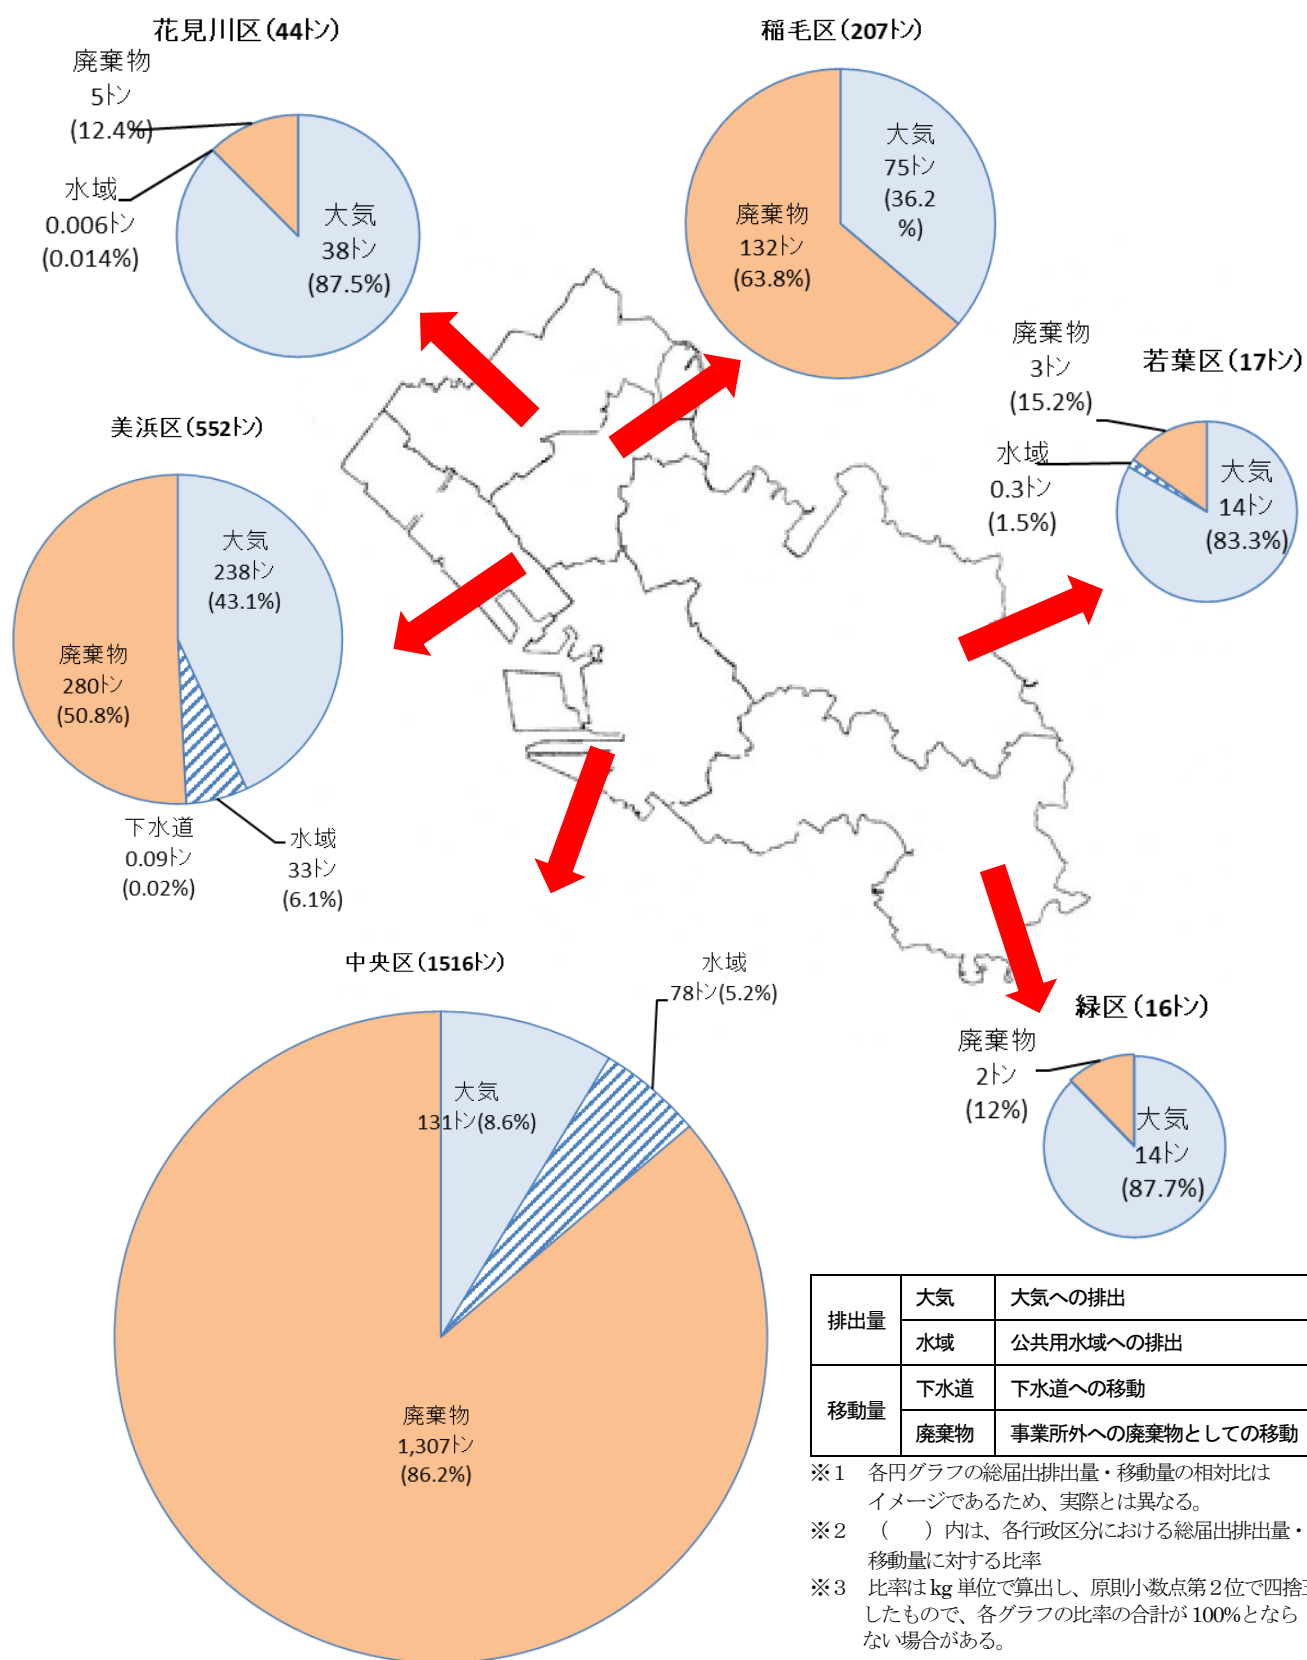 花見川区(44トン)
廃棄物
5トン
(12.4%)
水域
0.006トン
(0.014%)
大気
38トン
(87.5%)
稲毛区(207トン)
大気
75トン
(36.2
%)
廃棄物
132トン
(63.8%)
若葉区(17トン)
廃棄物
3トン
(15.2%)
水域
0.3トン
(1.5%)
大気
14トン
(83.3%)
美浜区(552トン)
大気
238トン
(43.1%)
廃棄物
280トン
(50.8%)
下水道
0.09トン
(0.02%)
水域
33トン
(6.1%)
中央区(1516トン)
水域
78トン(5.2%)
大気
131トン(8.6%)
廃棄物
1,307トン
(86.2%)
緑区(16トン)
廃棄物
2トン
(12%)
大気
14トン
(87.7%)
排出量 大気 大気への排出
水域 公共用水域への排出
移動量 下水道 下水道への移動
廃棄物 事業所外への廃棄物としての移動
※1 各円グラフの総届出排出量・移動量の相対比は
イメージであるため、実際とは異なる。
※2 (  )内は、各行政区分における総届出排出量・
移動量に対する比率
※3 比率はkg単位で算出し、原則小数点第2位で四捨
したもので、各グラフの比率の合計が100%となら
ない場合がある。